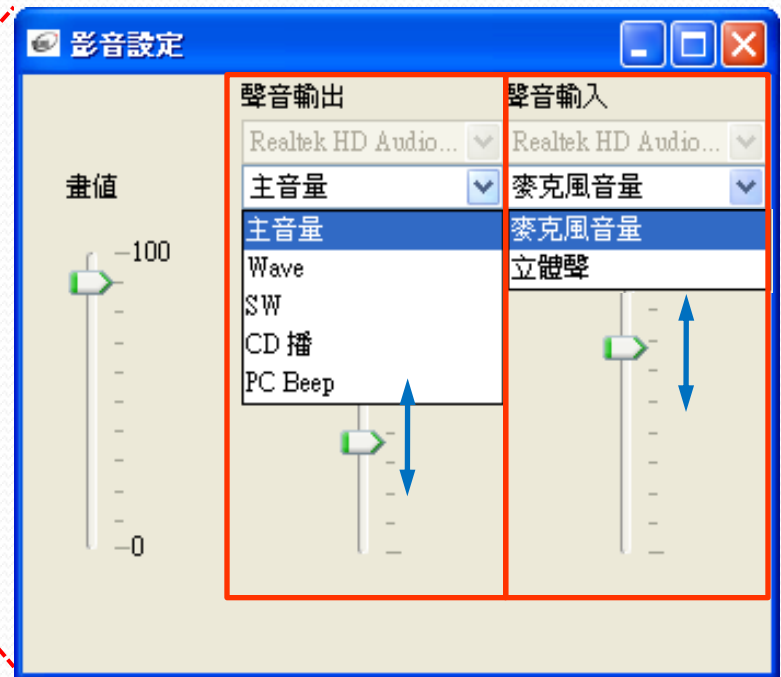 影音設定
聲音輸出
聲音輸入
Realtek HD Audio...
Realtek HD Audio...
畫值
主音量
麥克風音量
主音量
麥克風音量
100
Wave
立體聲
SW
CD 播
PC Beep
0